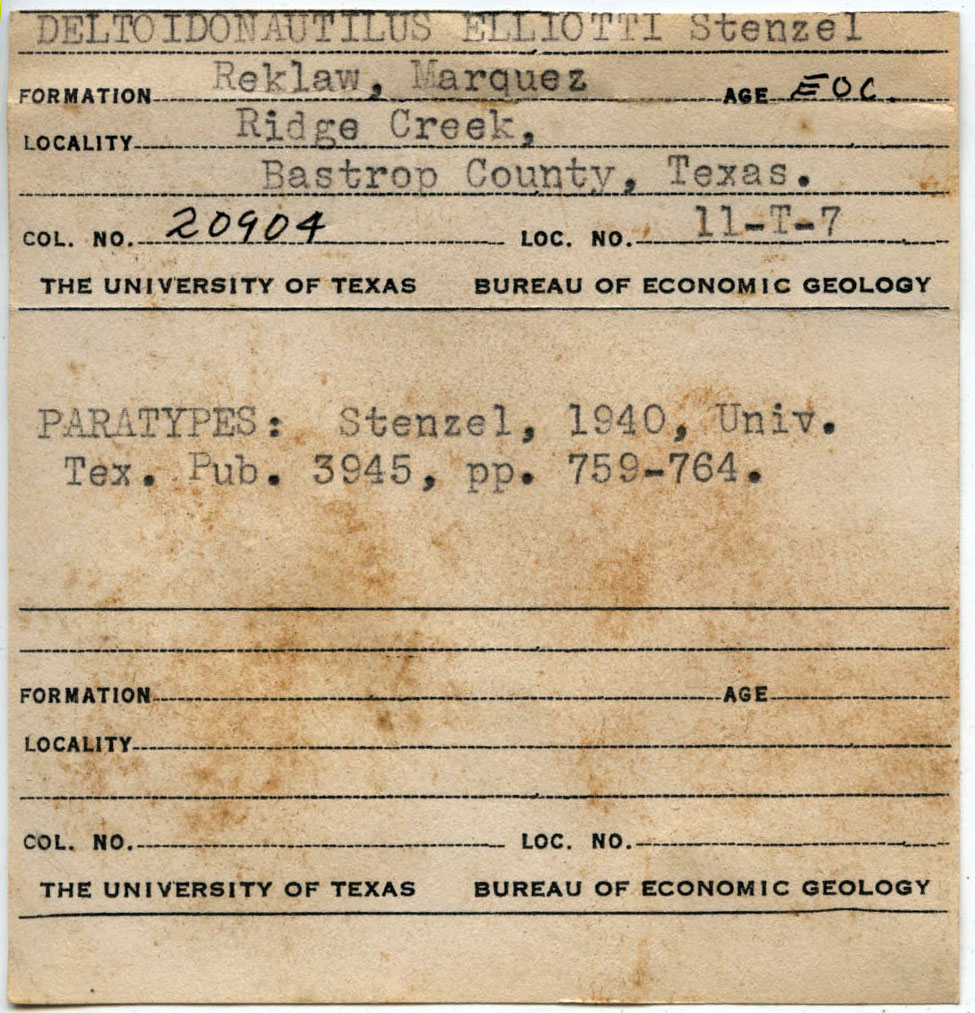 DELTOIDONAUTILUS ELLIOTTI Stenzel
FORMATION Reklaw, Marquez AGE EOC.
LOCALITY Ridge Creek,
Bastrop County, Texas.
COL. NO. 20904 LOC. NO. 11-T-7
THE UNIVERSITY OF TEXAS BUREAU OF ECONOMIC GEOLOGY
PARATYPES: Stenzel, 1940, Univ.
Tex. Pub. 3945, pp. 759-764.
FORMATION AGE
LOCALITY
COL. NO. LOC. NO.
THE UNIVERSITY OF TEXAS BUREAU OF ECONOMIC GEOLOGY